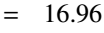 = 16.96